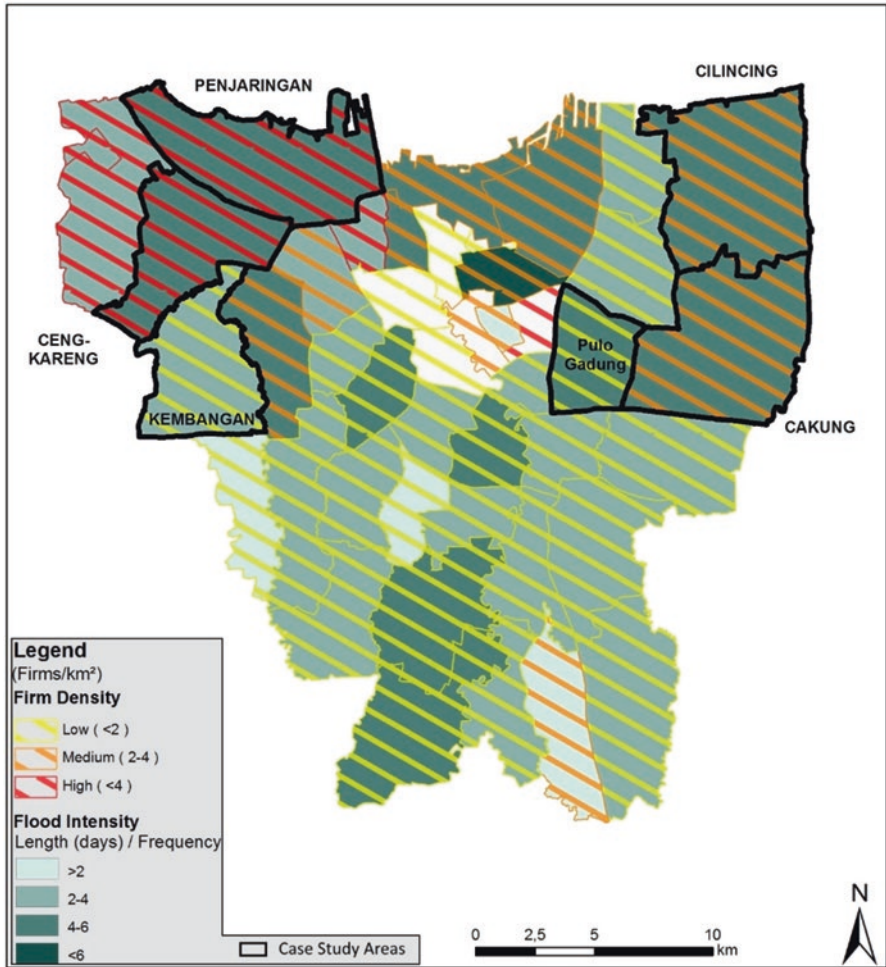 PENJARINGAN
CILINCING
CENG-
KARENG
Pulo
Gadung
KEMBANGAN
CAKUNG
Legend
(Firms/km²)
Firm Density
Low ( <2 )
Medium ( 2-4 )
High ( <4 )
Flood Intensity
Length (days) / Frequency
>2
2-4
4-6
<6
Case Study Areas
0 2,5 5 10
km
N